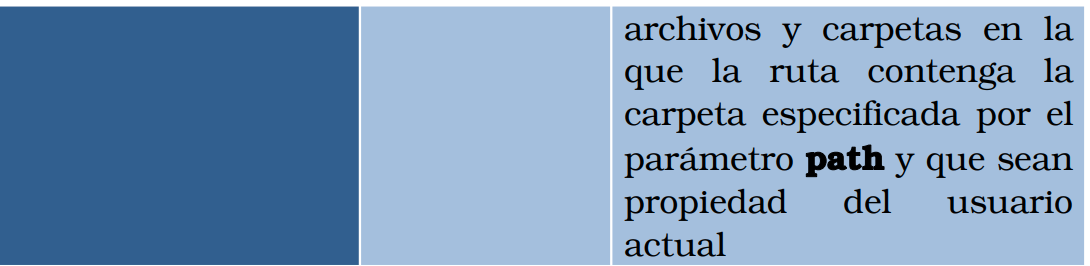 archivos y carpetas en la
que la ruta contenga la
carpeta especificada por el
parámetro path y que sean
propiedad del usuario
actual